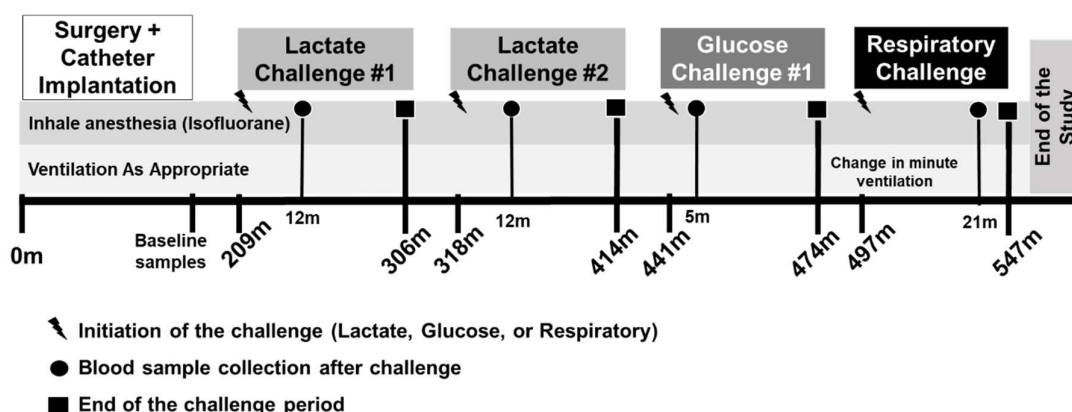 Surgery +
Catheter
Implantation
Lactate
Challenge #1
Lactate
Challenge #2
Glucose
Challenge #1
Respiratory
Challenge
End of the
Study
Inhale anesthesia (Isofluorane)
Ventilation As Appropriate
Change in minute
ventilation
0m
Baseline
samples
209m
12m
306m
318m
12m
414m
441m
5m
474m
497m
21m
547m
Initiation of the challenge (Lactate, Glucose, or Respiratory)
Blood sample collection after challenge
End of the challenge period